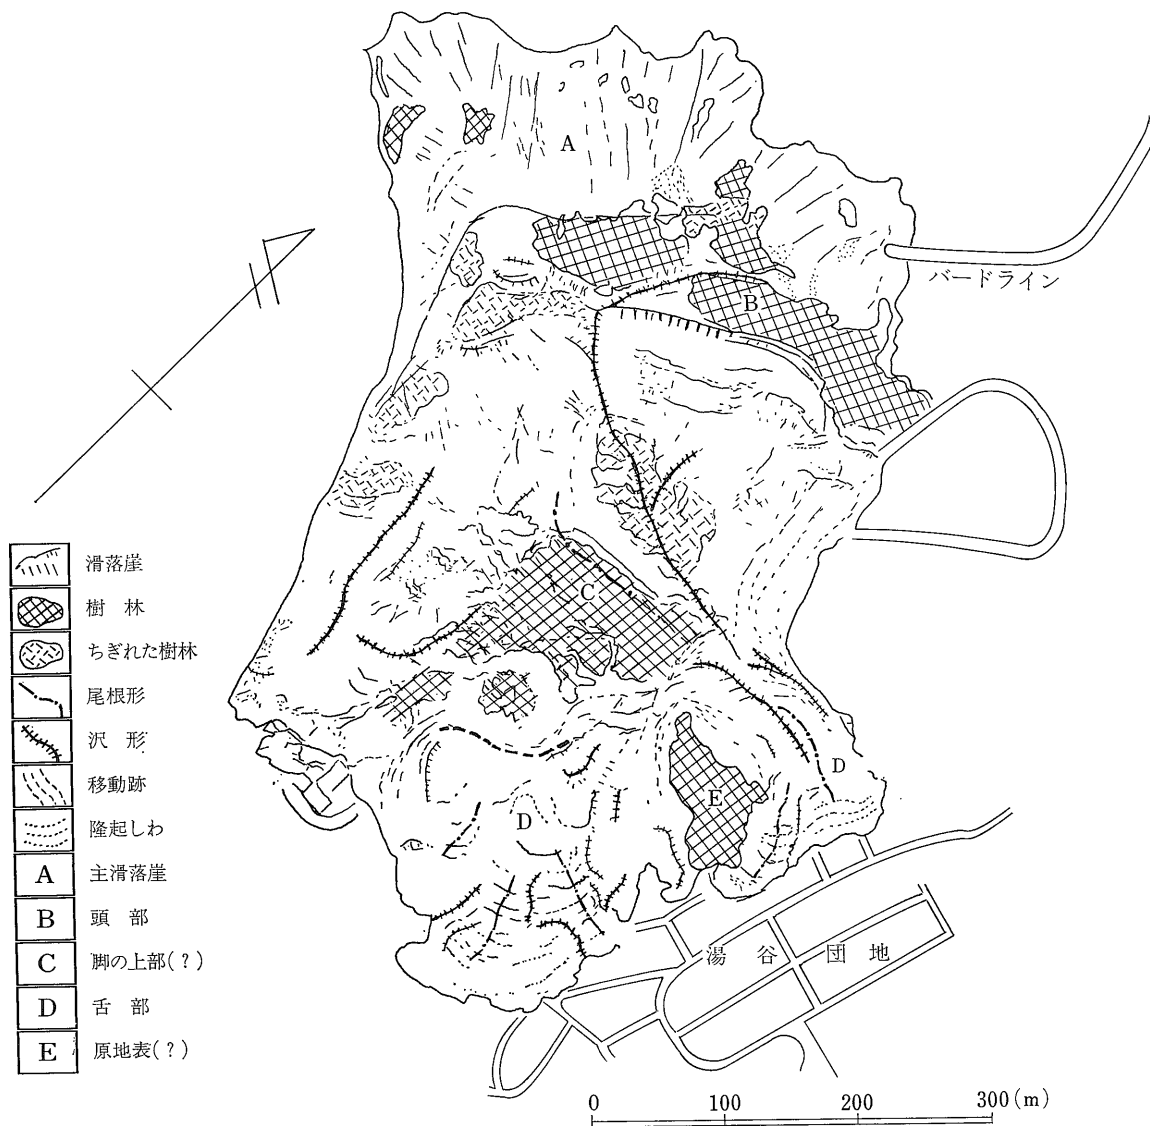 A
バードライン
B
C
D
E
D
滑落崖
樹 林
ちぎれた樹林
尾根形
沢 形
移動跡
隆起しわ
A 主滑落崖
B 頭 部
C 脚の上部(?)
D 舌 部
E 原地表(?)
湯 谷 団 地
0 100 200 300(m)